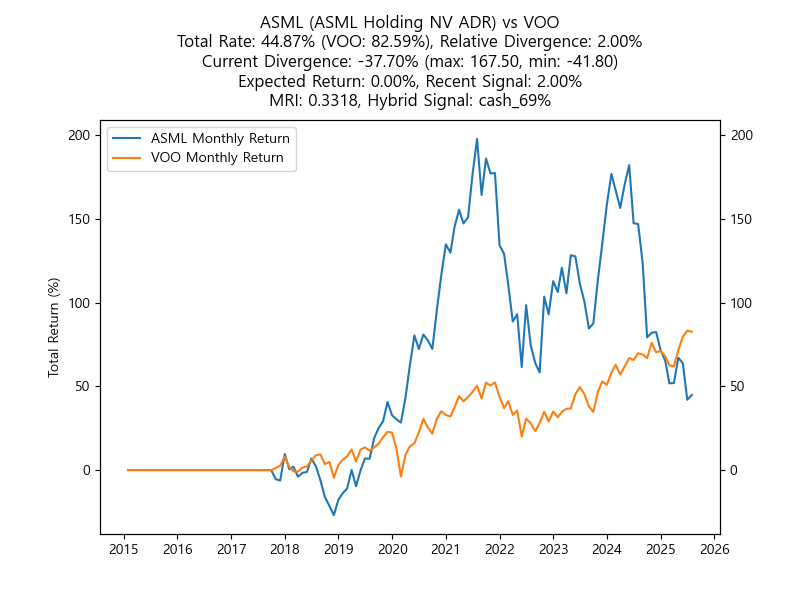 ASML (ASML Holding NV ADR) vs VOO
Total Rate: 44.87% (VOO: 82.59%), Relative Divergence: 2.00%
Current Divergence: -37.70% (max: 167.50, min: -41.80)
Expected Return: 0.00%, Recent Signal: 2.00%
MRI: 0.3318, Hybrid Signal: cash_69%
ASML Monthly Return
VOO Monthly Return
Total Return (%)
200
150
100
50
0
200
150
100
50
0
2015 2016 2017 2018 2019 2020 2021 2022 2023 2024 2025 2026